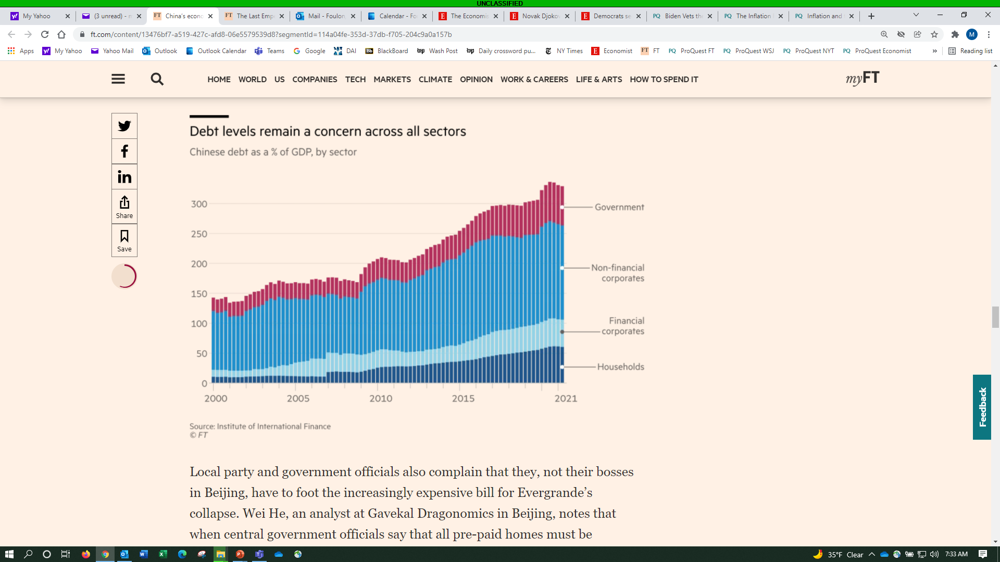 UNCLASSIFIED
My Yahoo
(3 unread) -
China's econ
The Last Emp
Mail - Foulon
Calendar - Fo
The Economis
Novak Djoko
Democrats se
Biden Vets th
The Inflation
Inflation and
ft.com/content/13476bf7-a519-427c-afd8-06e5579539d8?segmentId=114a04fe-353d-37db-f705-204c9a0a157b
M
Apps My Yahoo Yahoo Mail Outlook Outlook Calendar Teams Google DAI BlackBoard Wash Post Daily crossword pu... NY Times Economist FT ProQuest FT ProQuest WSJ ProQuest NYT ProQuest Economist » Reading list
HOME WORLD US COMPANIES TECH MARKETS CLIMATE OPINION WORK & CAREERS LIFE & ARTS HOW TO SPEND IT
myFT
Share
Save
Debt levels remain a concern across all sectors
Chinese debt as a % of GDP, by sector
300
250
200
150
100
50
0
2000 2005 2010 2015 2021
Government
Non-financial
corporates
Financial
corporates
Households
Source: Institute of International Finance
© FT
Feedback
Local party and government officials also complain that they, not their bosses
in Beijing, have to foot the increasingly expensive bill for Evergrande’s
collapse. Wei He, an analyst at Gavekal Dragonomics in Beijing, notes that
when central government officials say that all pre-paid homes must be
35°F Clear
7:33 AM